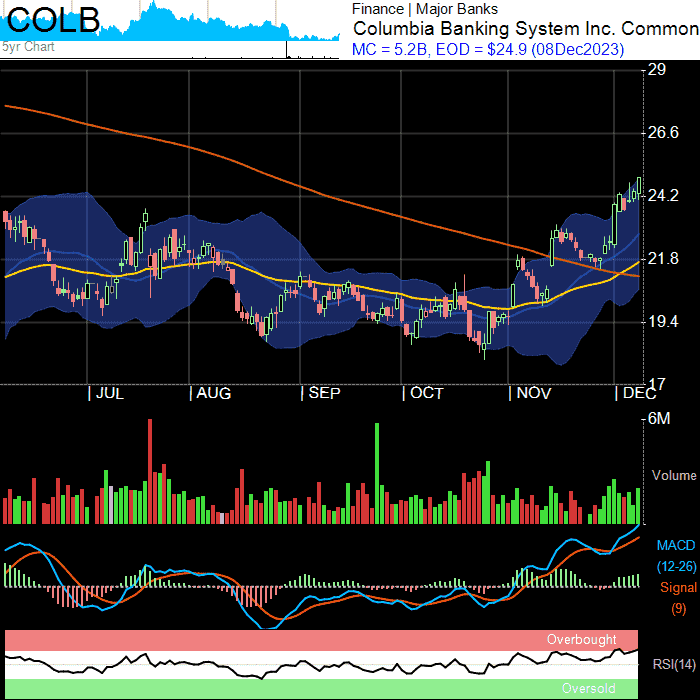 COLB
5yr Chart
Finance | Major Banks
Columbia Banking System Inc. Common
MC = 5.2B, EOD = $24.9 (08Dec2023)
29
26.6
24.2
21.8
19.4
17
JUL AUG SEP OCT NOV DEC
6M
Volume
MACD
(12-26)
Signal
(9)
Overbought
RSI(14)
Oversold